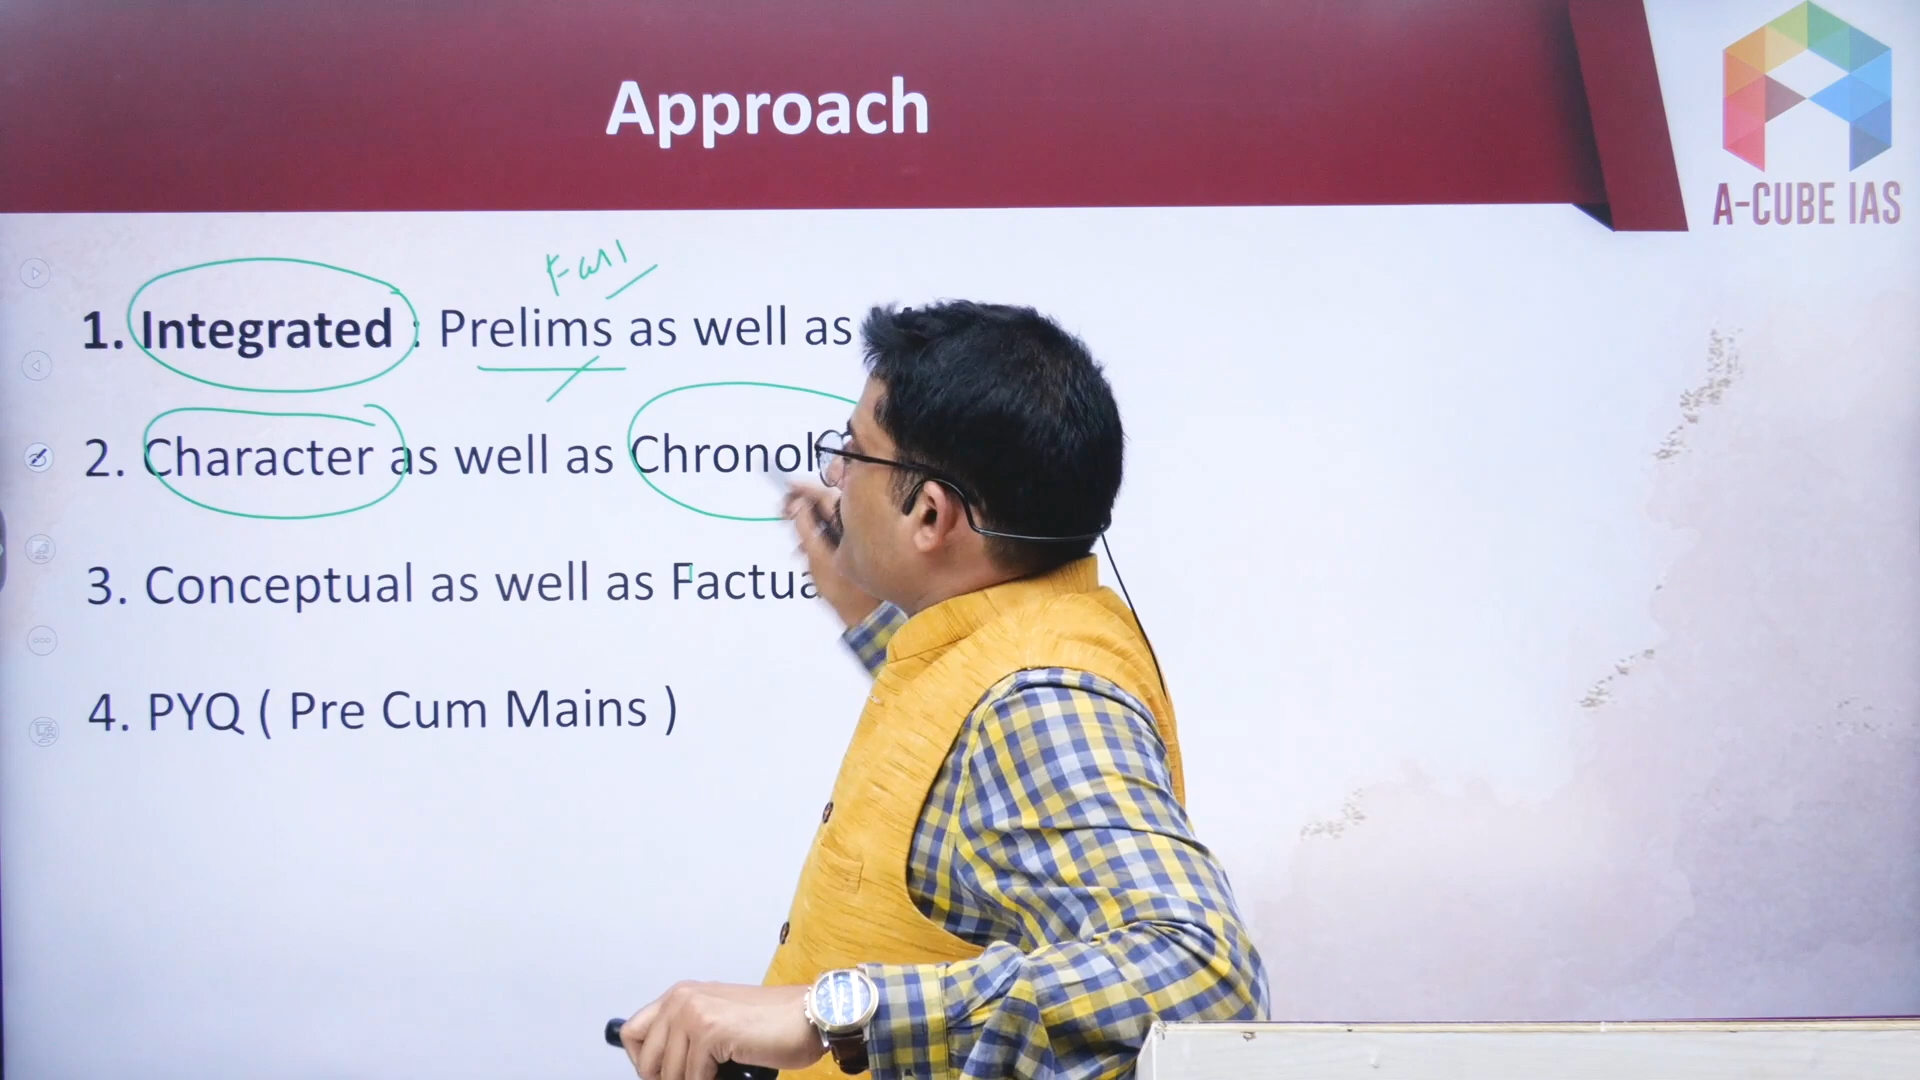 Approach
A-CUBE IAS
1. Integrated : Prelims as well as
2. Character as well as Chronol
3. Conceptual as well as Factua
4. PYQ ( Pre Cum Mains )